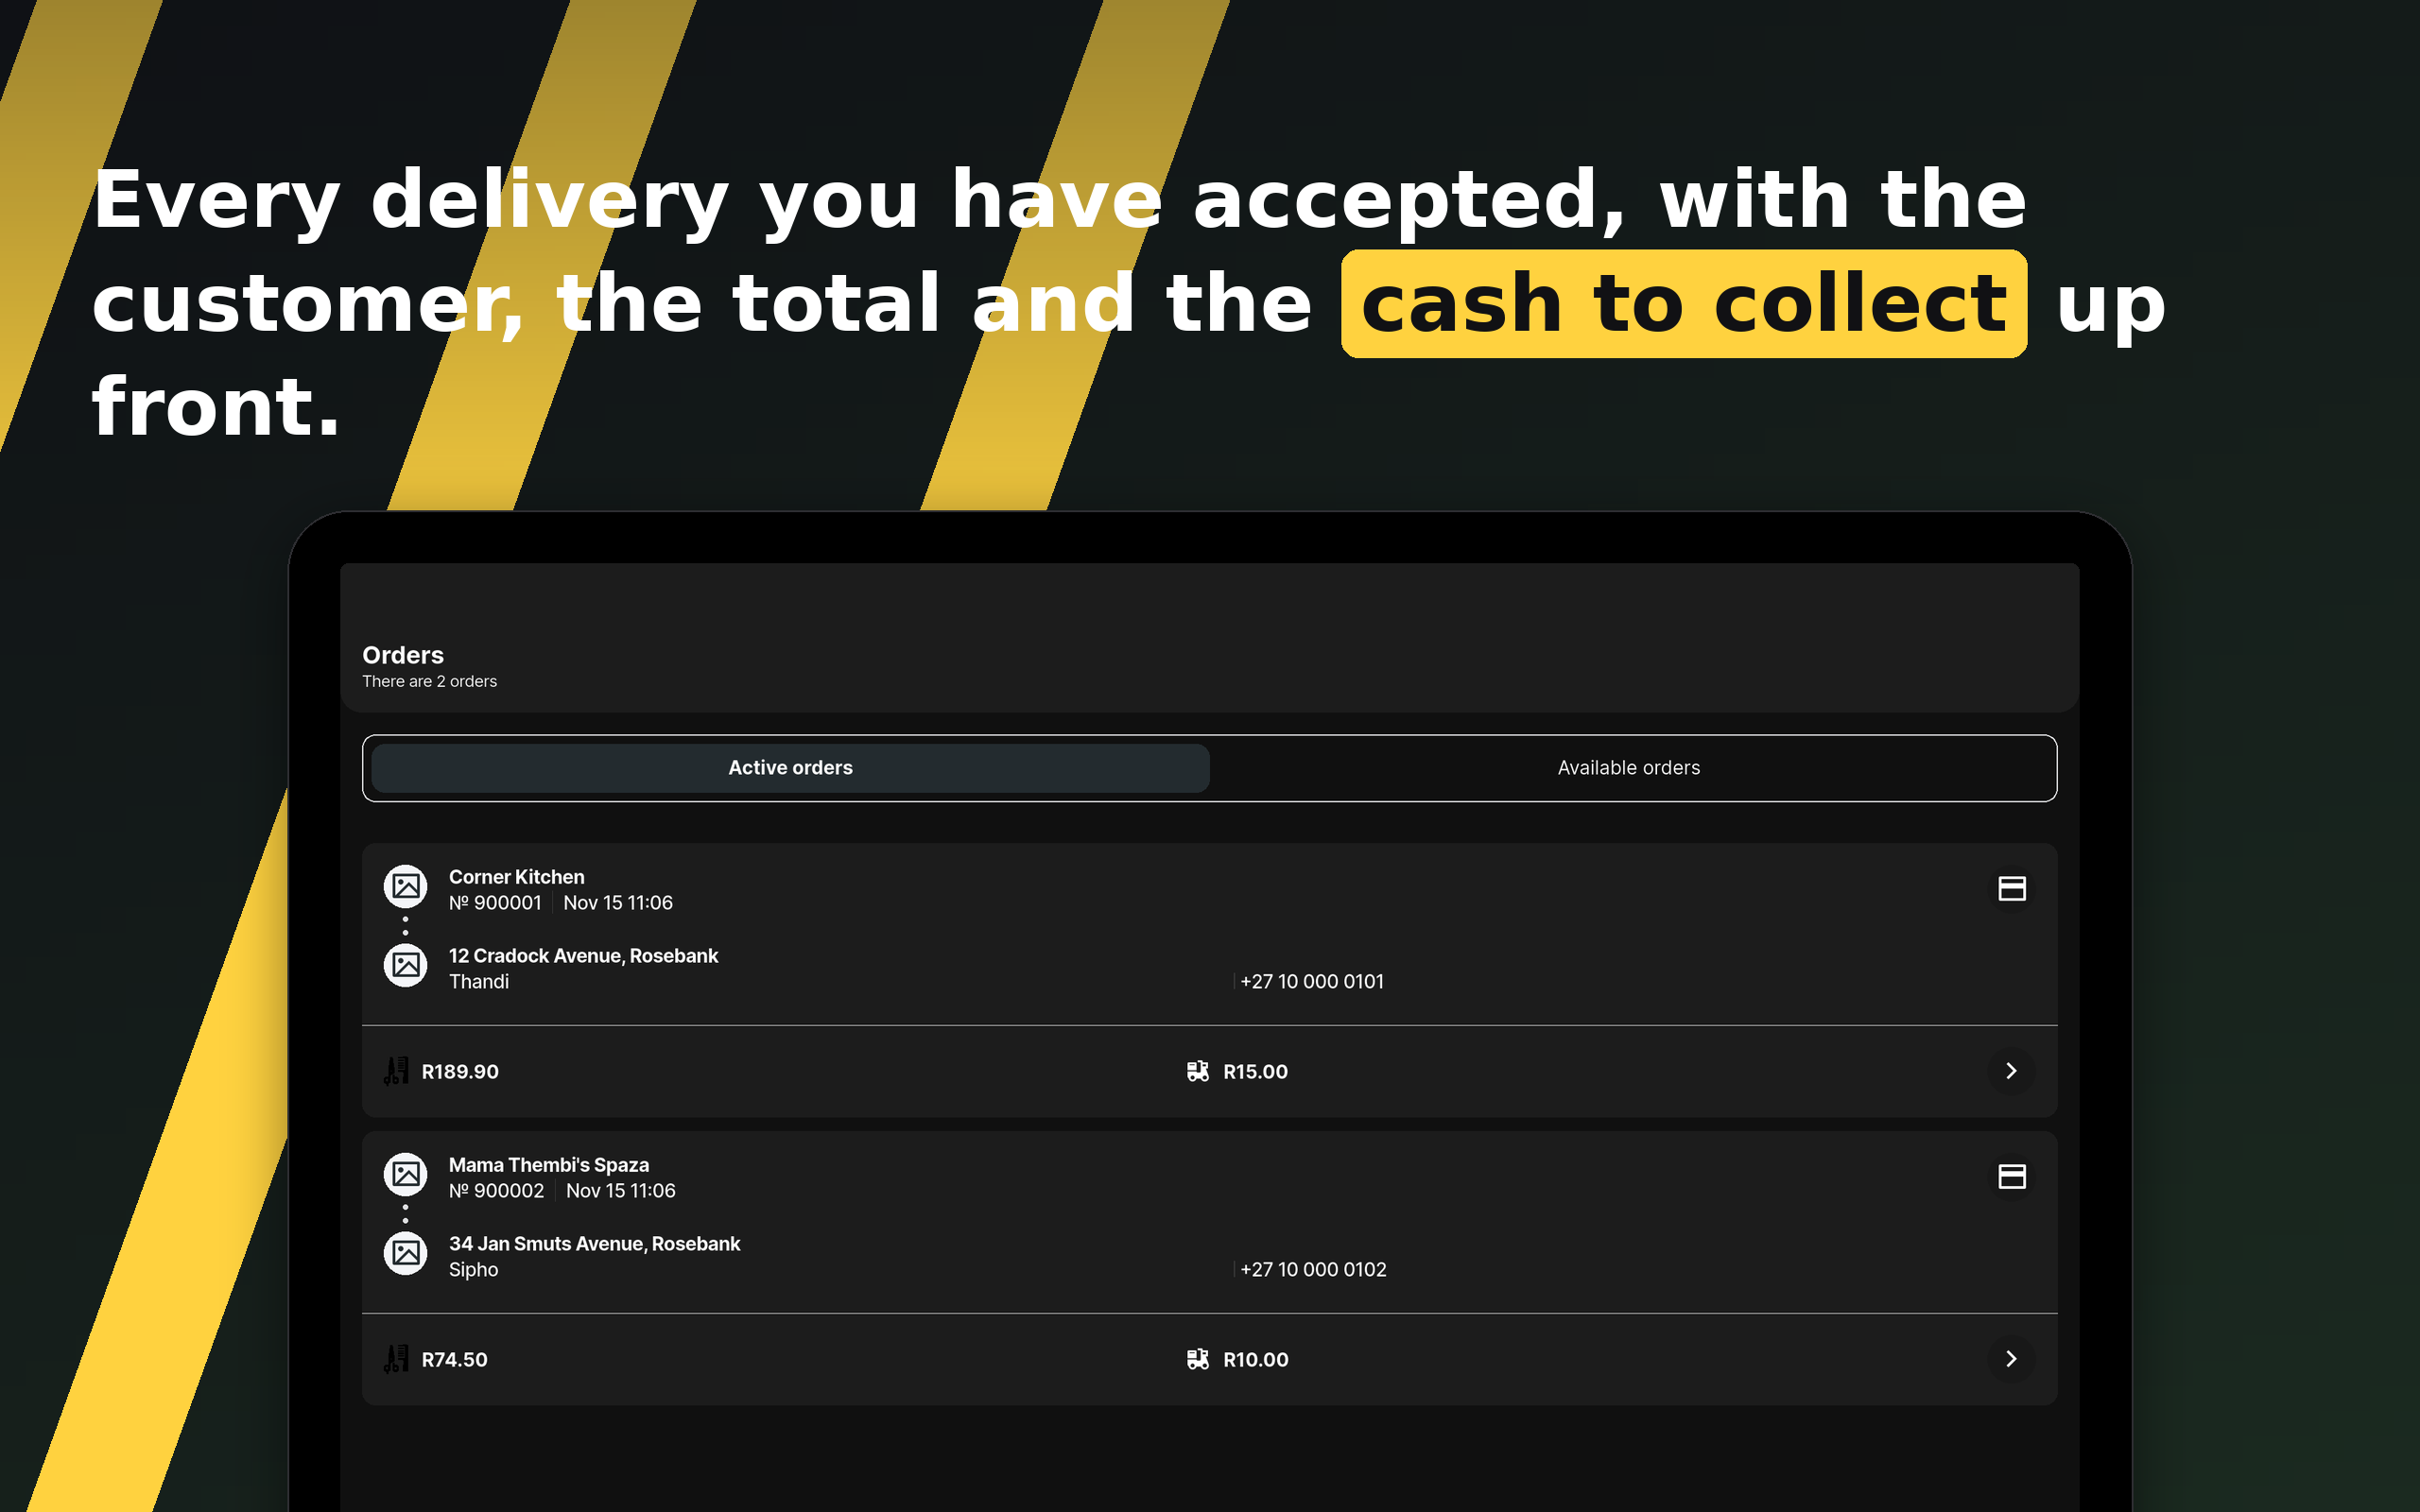 Every delivery you have accepted, with the
customer, the total and the cash to collect up
front.
Orders
There are 2 orders
Active orders
Available orders
Corner Kitchen
№ 900001 Nov 15 11:06
12 Cradock Avenue, Rosebank
Thandi +27 10 000 0101
R189.90 R15.00
Mama Thembi's Spaza
№ 900002 Nov 15 11:06
34 Jan Smuts Avenue, Rosebank
Sipho +27 10 000 0102
R74.50 R10.00